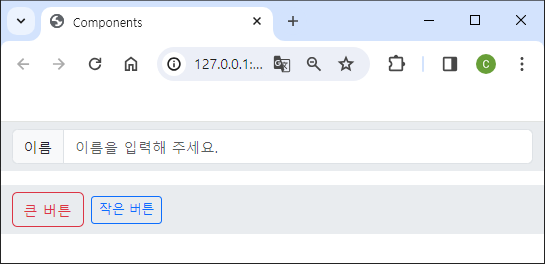 Components
127.0.0.1:...
C
이름 이름을 입력해 주세요.
큰 버튼 작은 버튼